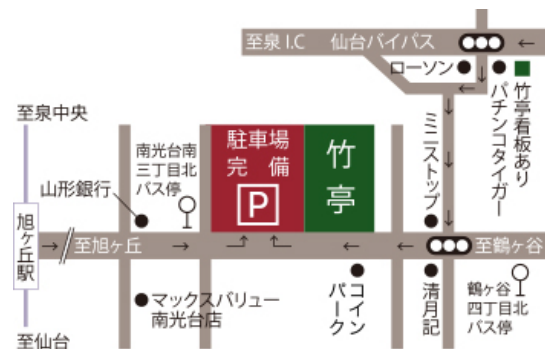 至泉I.C
仙台バイパス
ローソン
パチンコタイガー
竹亭看板あり
至泉中央
南光台南
三丁目北
バス停
駐車場
完備
P
竹亭
ミニストップ
山形銀行
旭ヶ丘駅
至旭ヶ丘
至鶴ヶ谷
マックスバリュー
南光台店
コイン
パーク
清月記
鶴ヶ谷
四丁目北
バス停
至仙台